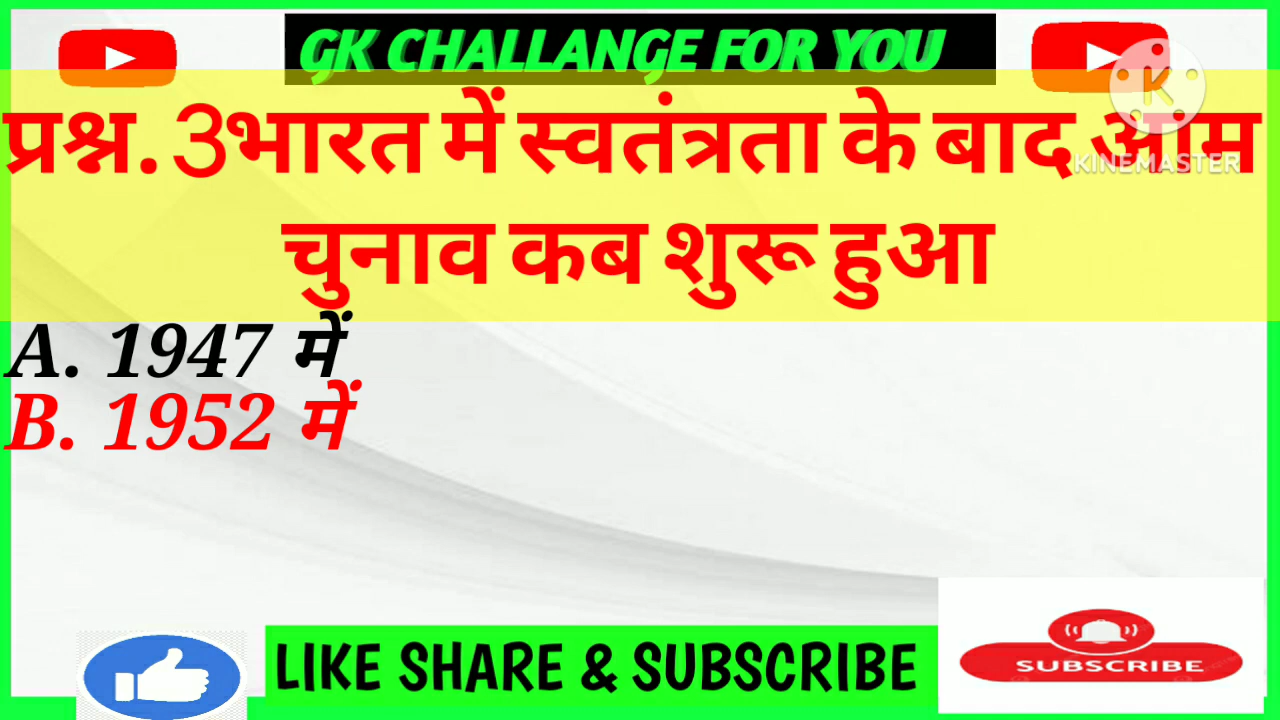 GK CHALLANGE FOR YOU
प्रश्न. 3भारत में स्वतंत्रता के बाद आम
KINEMASTER
चुनाव कब शुरू हुआ
A. 1947 में
B. 1952 में
LIKE SHARE & SUBSCRIBE
SUBSCRIBE